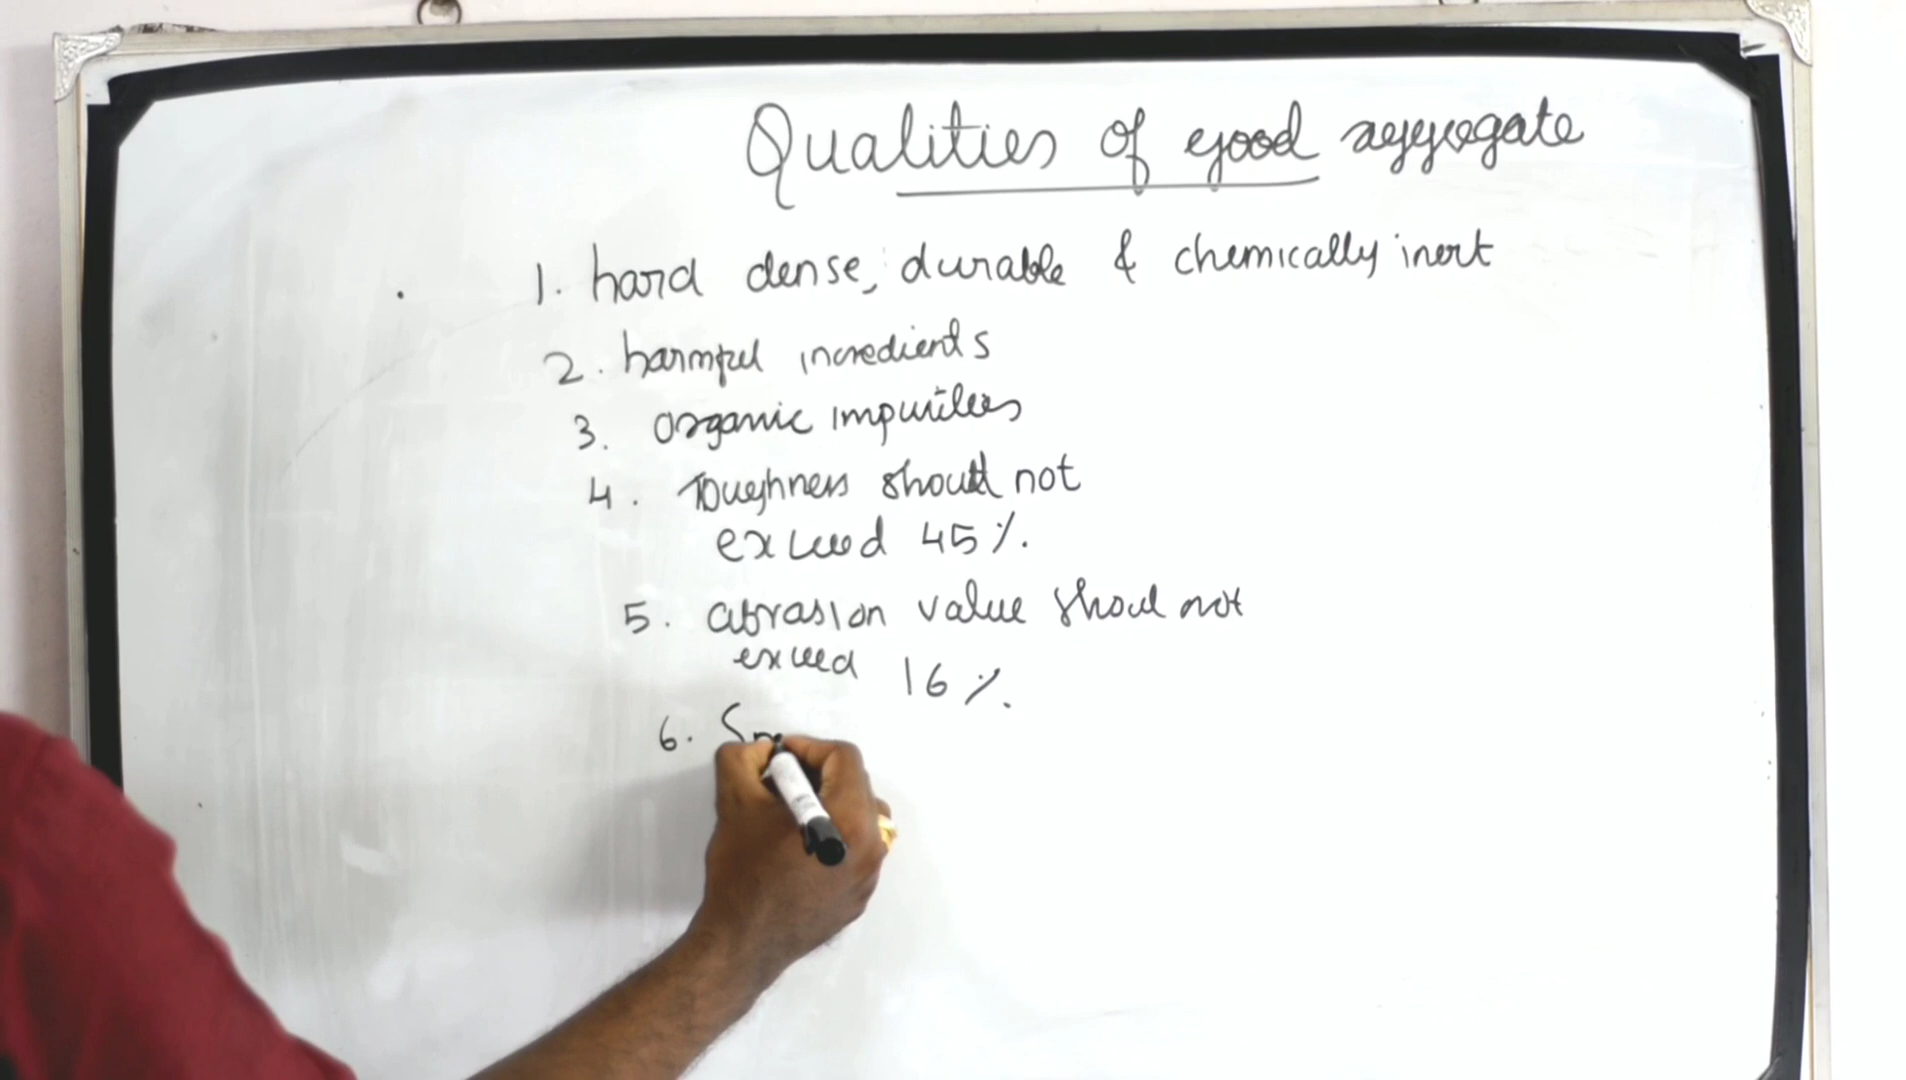 Qualities of good aggregate
1. hard dense, durable & chemically inert
2. harmful incredients
3. organic impurities
4. Toughness should not
exceed 45%.
5. abrasion value shoul not
exceed 16%.
6.